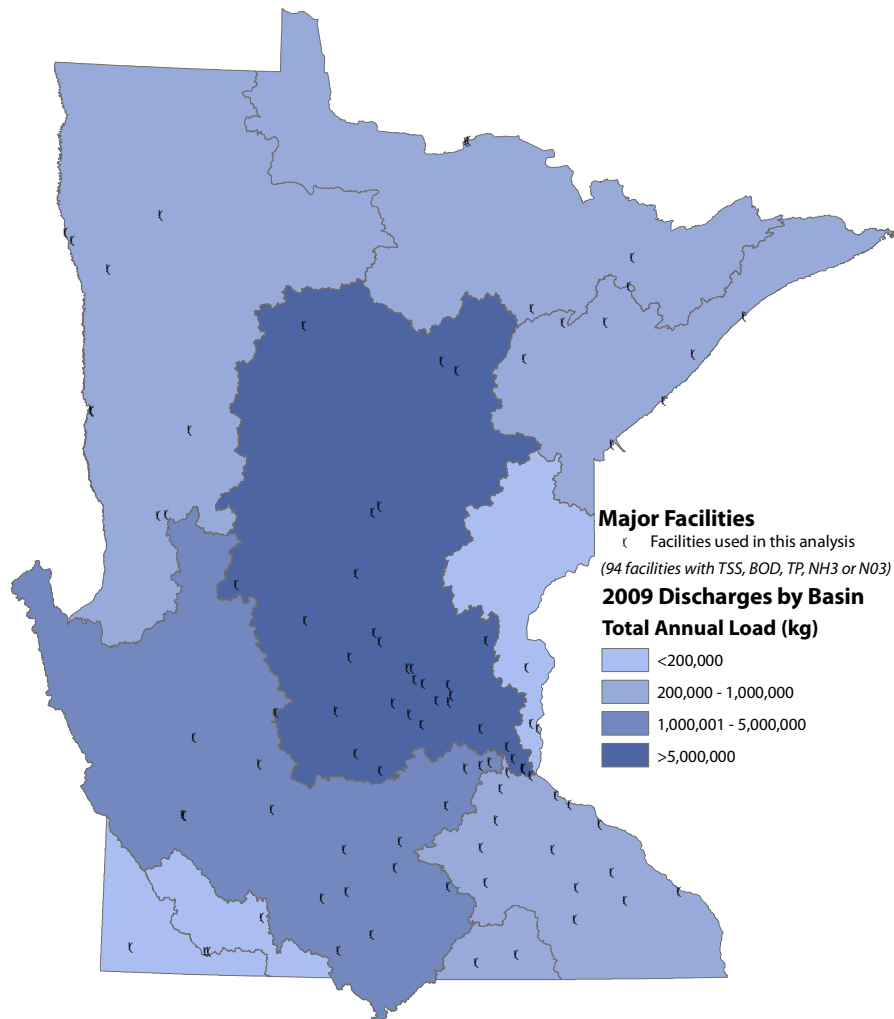 Major Facilities
Facilities used in this analysis
(94 facilities with TSS, BOD, TP, NH3 or N03)
2009 Discharges by Basin
Total Annual Load (kg)
<200,000
200,000 - 1,000,000
1,000,001 - 5,000,000
>5,000,000